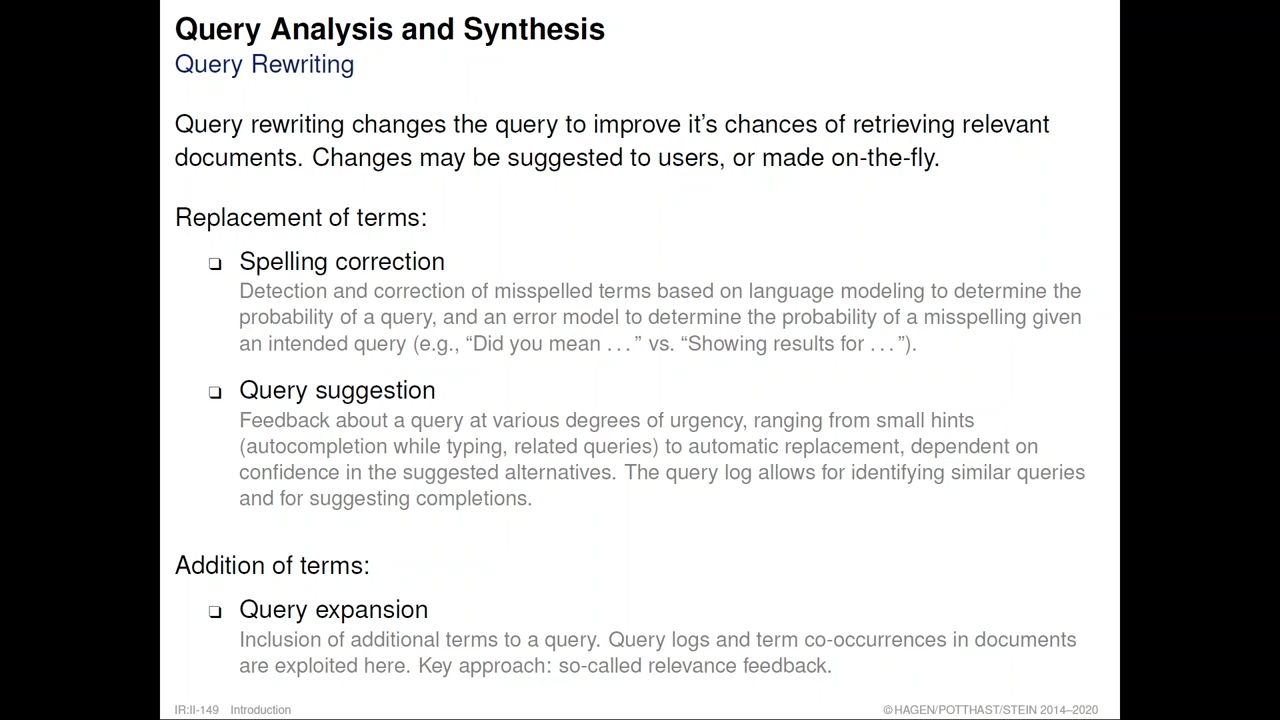 Query Analysis and Synthesis
Query Rewriting
Query rewriting changes the query to improve it's chances of retrieving relevant
documents. Changes may be suggested to users, or made on-the-fly.
Replacement of terms:
❑ Spelling correction
Detection and correction of misspelled terms based on language modeling to determine the
probability of a query, and an error model to determine the probability of a misspelling given
an intended query (e.g., “Did you mean . . . ” vs. “Showing results for . . . ”).
❑ Query suggestion
Feedback about a query at various degrees of urgency, ranging from small hints
(autocompletion while typing, related queries) to automatic replacement, dependent on
confidence in the suggested alternatives. The query log allows for identifying similar queries
and for suggesting completions.
Addition of terms:
❑ Query expansion
Inclusion of additional terms to a query. Query logs and term co-occurrences in documents
are exploited here. Key approach: so-called relevance feedback.
IR:II-149 Introduction ©HAGEN/POTTHAST/STEIN 2014–2020